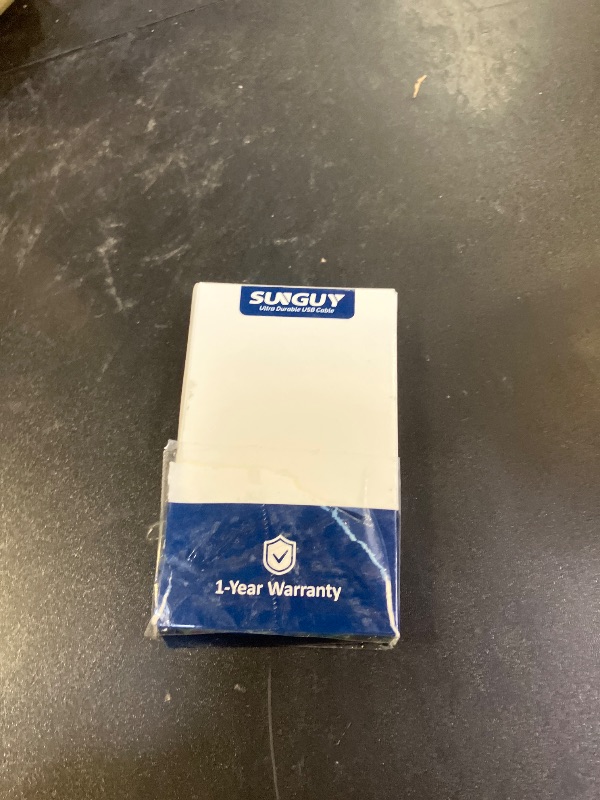 SUNGUY
Ultra Durable USB Cable
1-Year Warranty